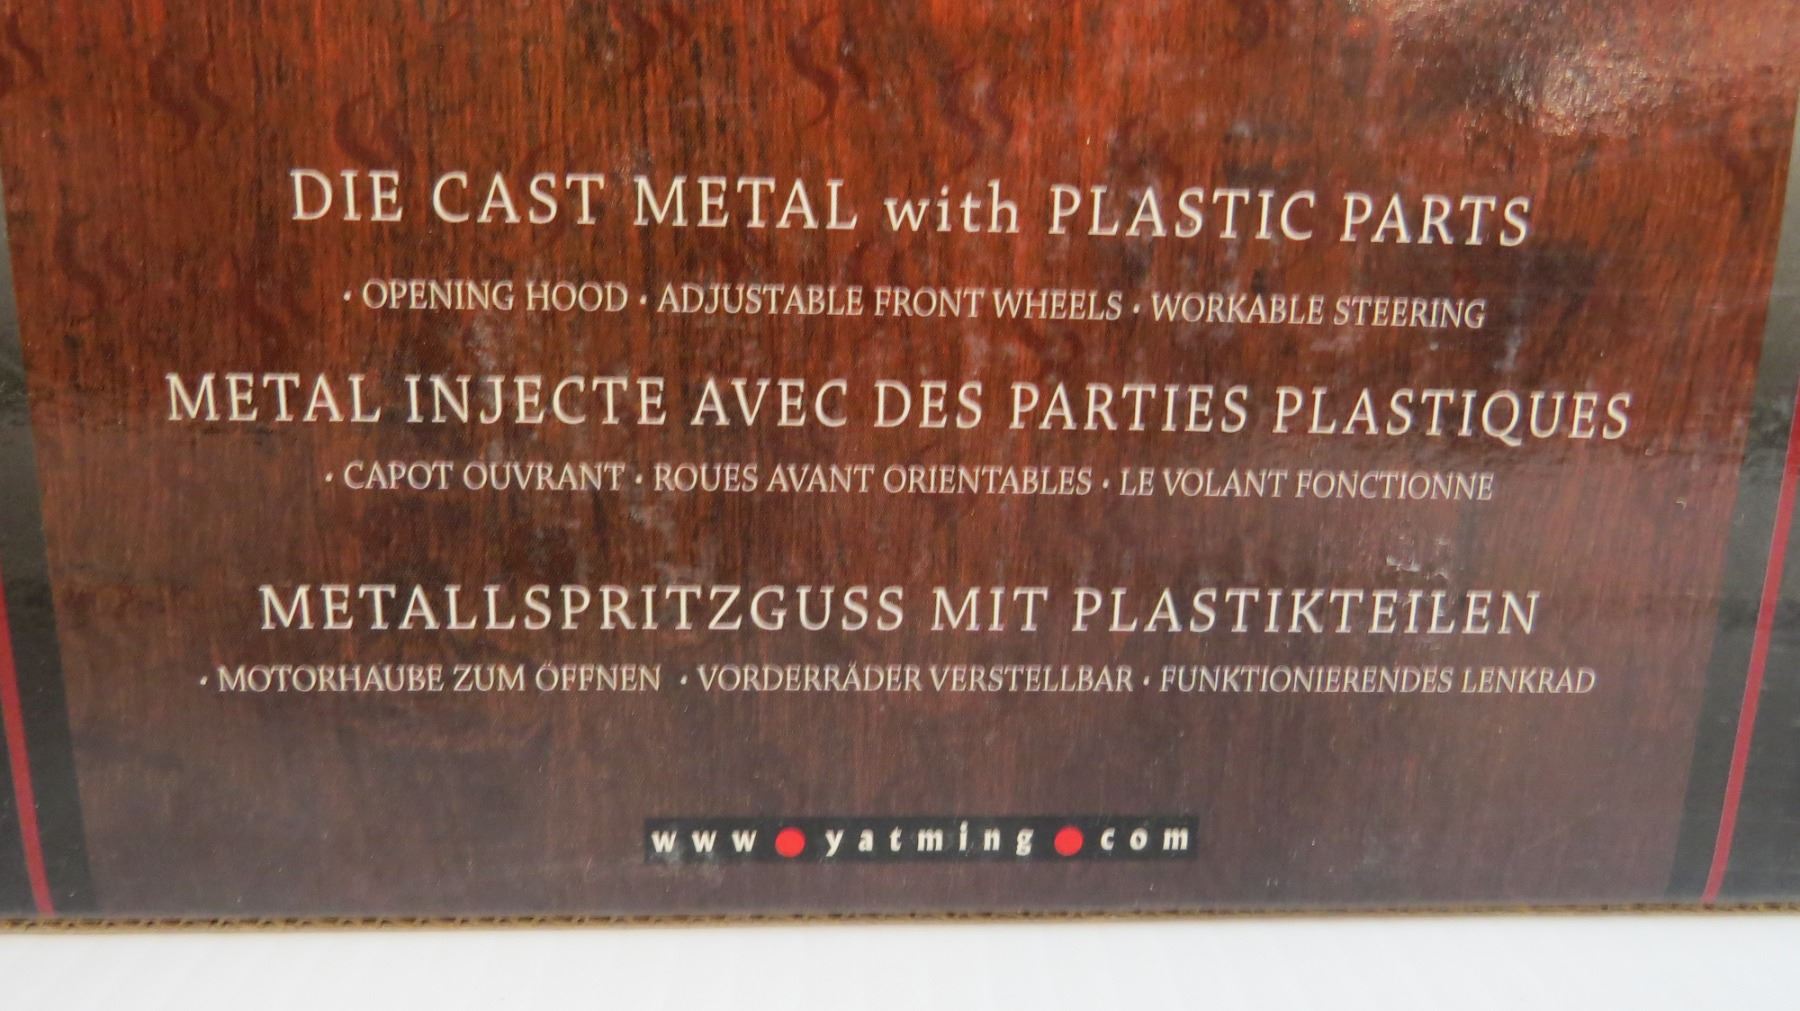 DIE CAST METAL with PLASTIC PARTS
· OPENING HOOD · ADJUSTABLE FRONT WHEELS · WORKABLE STEERING
METAL INJECTE AVEC DES PARTIES PLASTIQUES
· CAPOT OUVRANT · ROUES AVANT ORIENTABLES · LE VOLANT FONCTIONNE
METALLSPRITZGUSS MIT PLASTIKTEILEN
· MOTORHAUBE ZUM ÖFFNEN · VORDERRÄDER VERSTELLBAR · FUNKTIONIERENDES LENKRAD
www●yatming●com